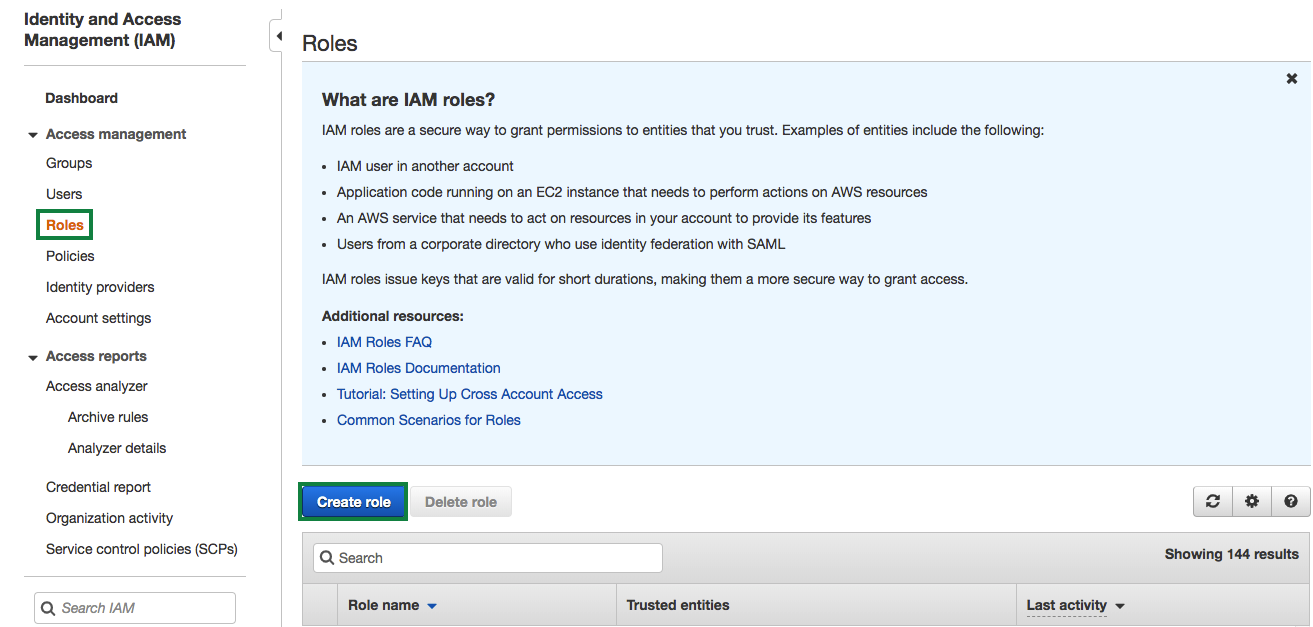 Identity and Access
Management (IAM)
Dashboard
Access management
Groups
Users
Roles
Policies
Identity providers
Account settings
Access reports
Access analyzer
Archive rules
Analyzer details
Credential report
Organization activity
Service control policies (SCPs)
Search IAM
Roles
What are IAM roles?
IAM roles are a secure way to grant permissions to entities that you trust. Examples of entities include the following:
IAM user in another account
Application code running on an EC2 instance that needs to perform actions on AWS resources
An AWS service that needs to act on resources in your account to provide its features
Users from a corporate directory who use identity federation with SAML
IAM roles issue keys that are valid for short durations, making them a more secure way to grant access.
Additional resources:
IAM Roles FAQ
IAM Roles Documentation
Tutorial: Setting Up Cross Account Access
Common Scenarios for Roles
Create role Delete role
Search Showing 144 results
Role name Trusted entities Last activity